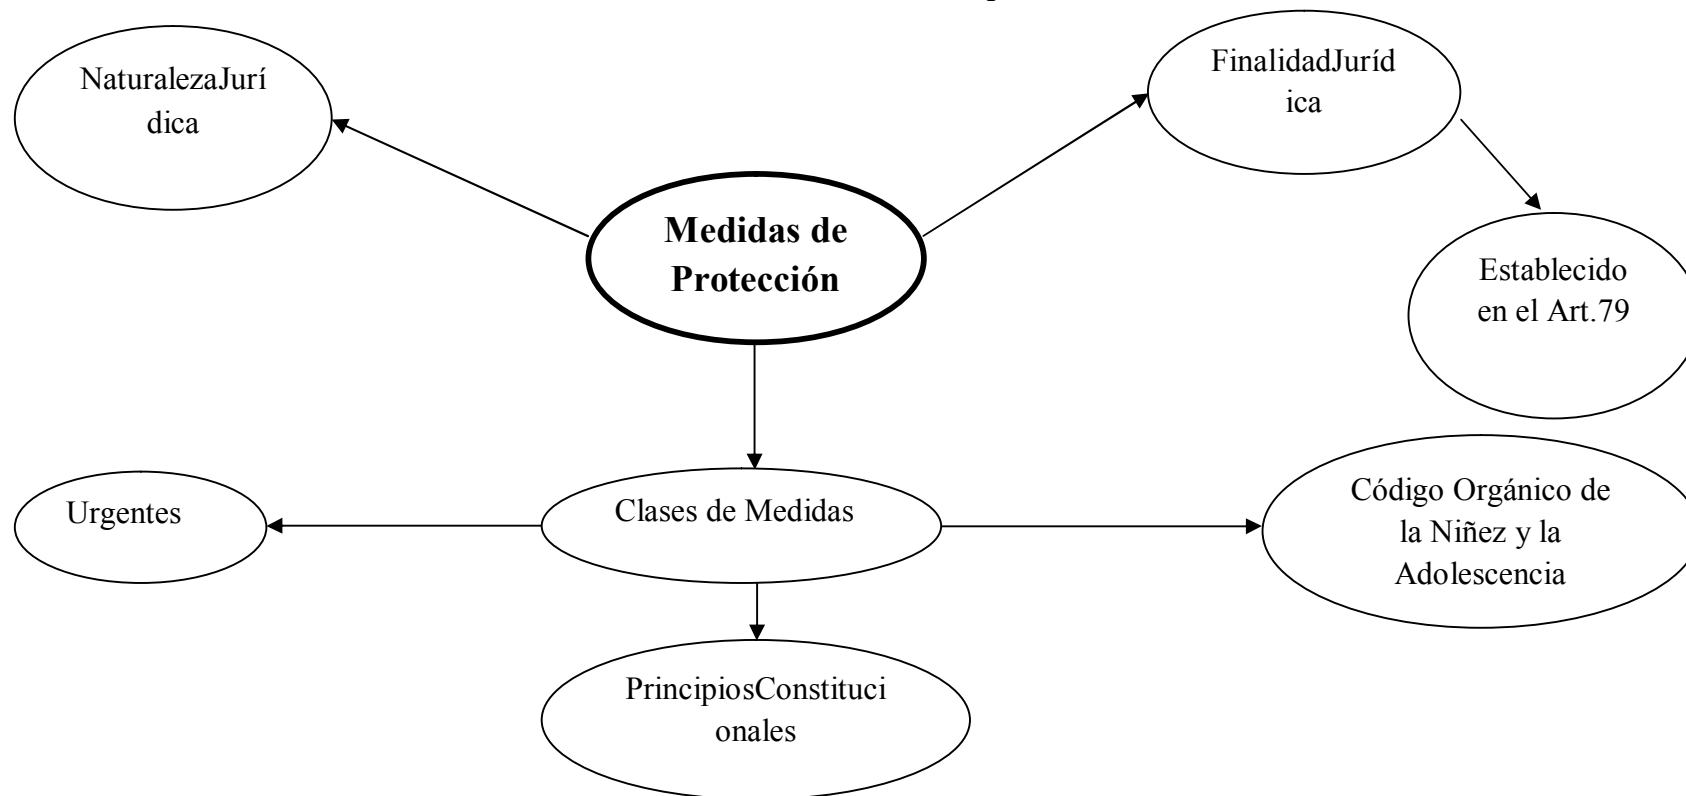 NaturalezaJurí
dica
FinalidadJuríd
ica
Medidas de
Protección
Establecido
en el Art.79
Urgentes
Clases de Medidas
Código Orgánico de
la Niñez y la
Adolescencia
PrincipiosConstituci
onales